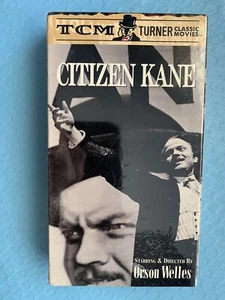 TCM TURNER CLASSIC MOVIES
CITIZEN KANE
STARRING & DIRECTED BY
Orson Welles